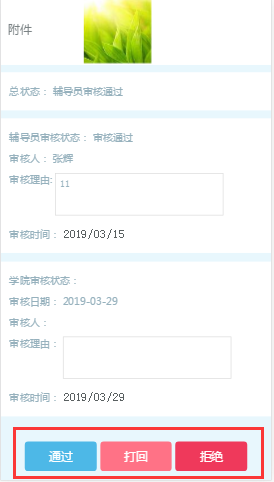 附件
总状态： 辅导员审核通过
辅导员审核状态： 审核通过
审核人： 张辉
审核理由: 11
审核时间： 2019/03/15
学院审核状态：
审核日期： 2019-03-29
审核人：
审核理由：
审核时间： 2019/03/29
通过 打回 拒绝